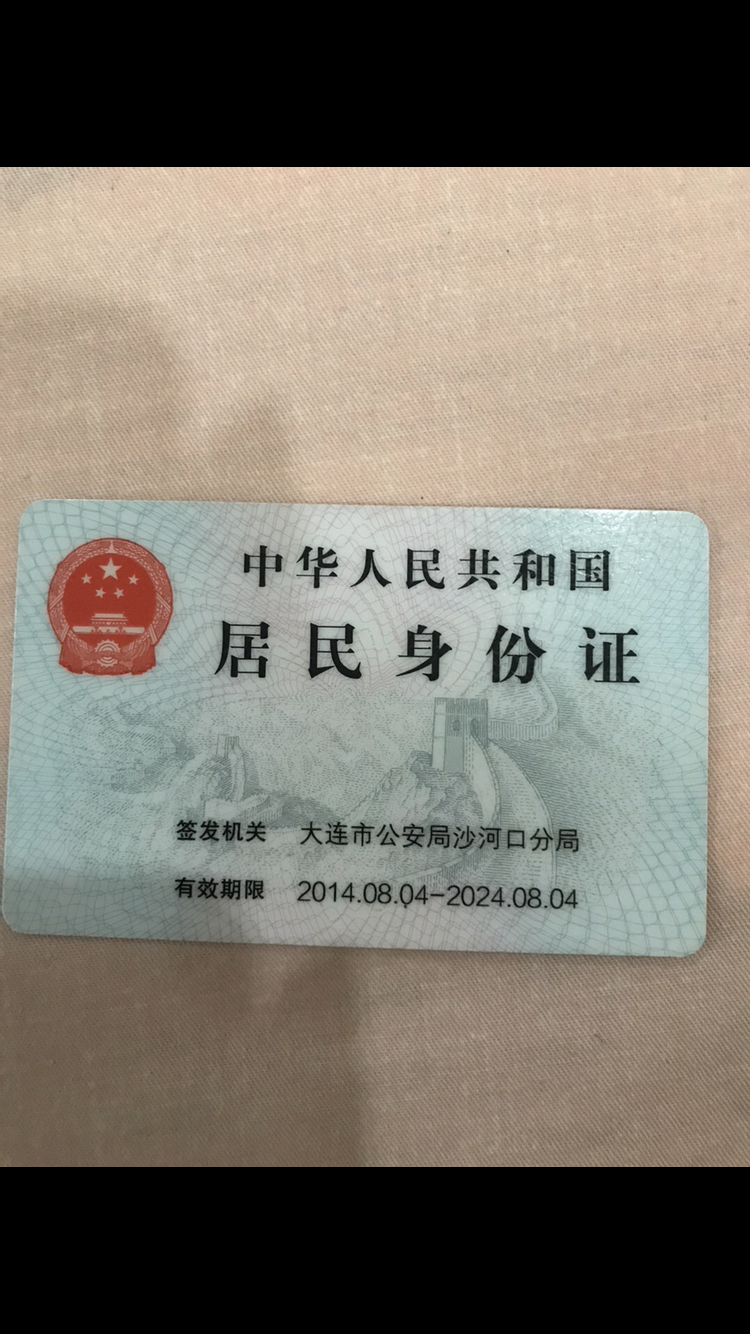 中华人民共和国
居民身份证
签发机关 大连市公安局沙河口分局
有效期限 2014.08.04-2024.08.04